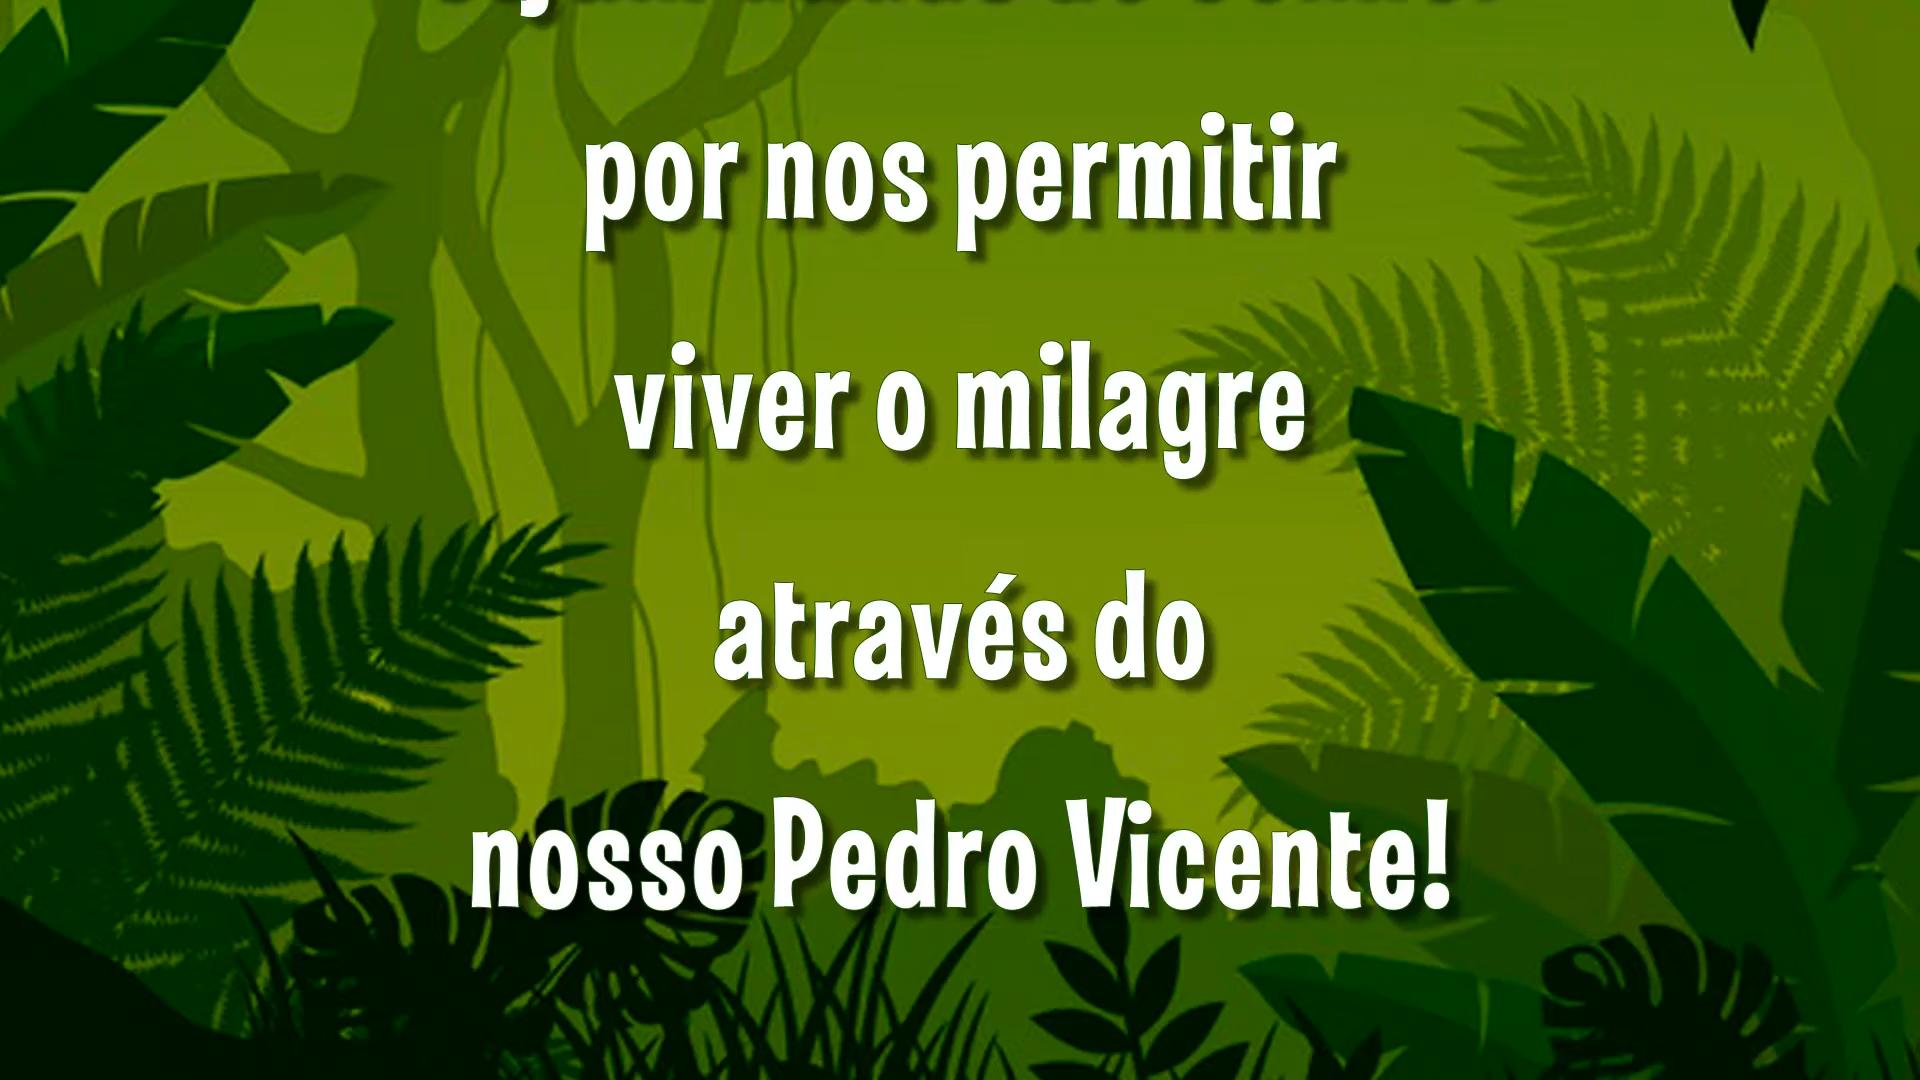 por nos permitir
viver o milagre
através do
nosso Pedro Vicente!